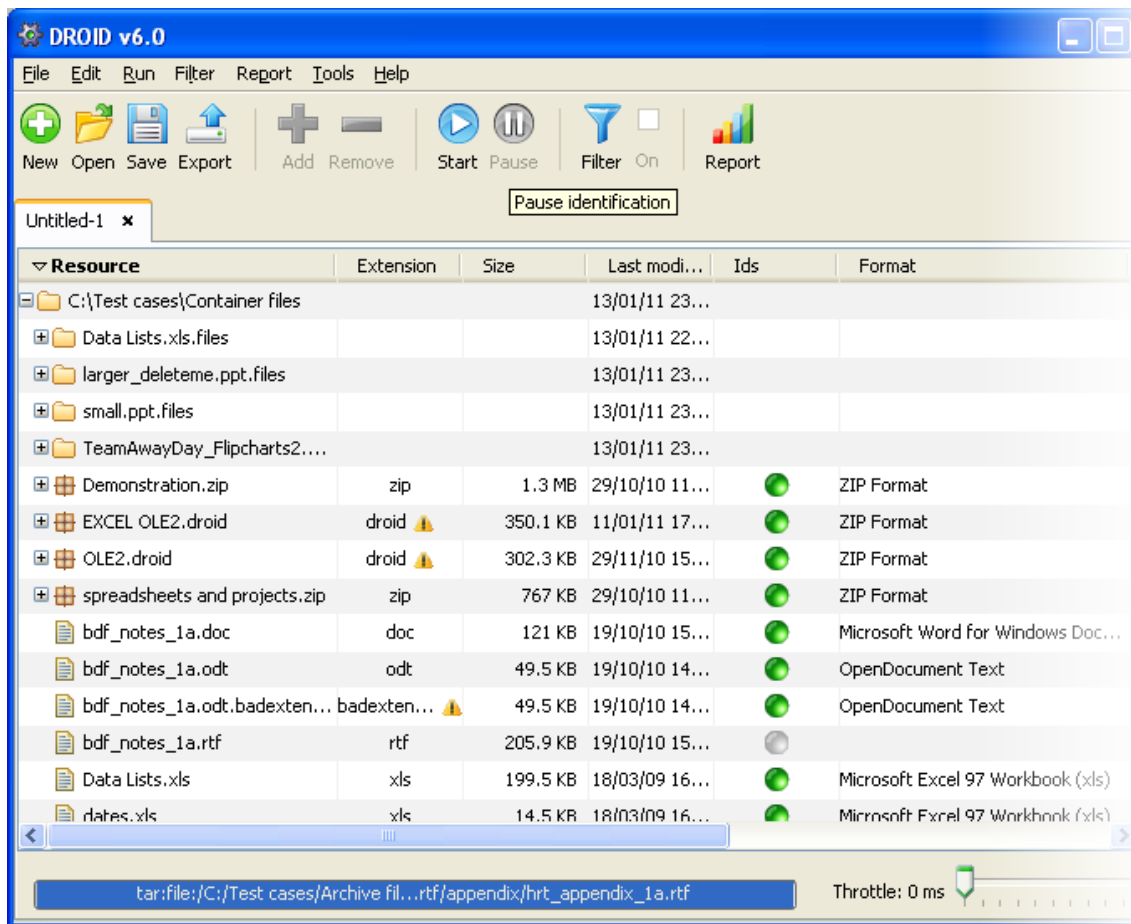 DROID v6.0
File Edit Run Filter Report Tools Help
New Open Save Export Add Remove Start Pause Filter On Report
Pause identification
Untitled-1 x
Resource Extension Size Last modi... Ids Format
C:\Test cases\Container files 13/01/11 23...
Data Lists.xls.files 13/01/11 22...
larger_deleteme.ppt.files 13/01/11 23...
small.ppt.files 13/01/11 23...
TeamAwayDay_Flipcharts2.... 13/01/11 23...
Demonstration.zip zip 1.3 MB 29/10/10 11... ZIP Format
EXCEL OLE2.droid droid 350.1 KB 11/01/11 17... ZIP Format
OLE2.droid droid 302.3 KB 29/11/10 15... ZIP Format
spreadsheets and projects.zip zip 767 KB 29/10/10 11... ZIP Format
bdf_notes_1a.doc doc 121 KB 19/10/10 15... Microsoft Word for Windows Doc...
bdf_notes_1a.odt odt 49.5 KB 19/10/10 14... OpenDocument Text
bdf_notes_1a.odt.badexten... badexten... 49.5 KB 19/10/10 14... OpenDocument Text
bdf_notes_1a.rtf rtf 205.9 KB 19/10/10 15...
Data Lists.xls xls 199.5 KB 18/03/09 16... Microsoft Excel 97 Workbook (xls)
dates.xls xls 14.5 KB 18/03/09 16... Microsoft Excel 97 Workbook (xls)
tar:file:/C:/Test cases/Archive fil...rtf/appendix/hrt_appendix_1a.rtf Throttle: 0 ms